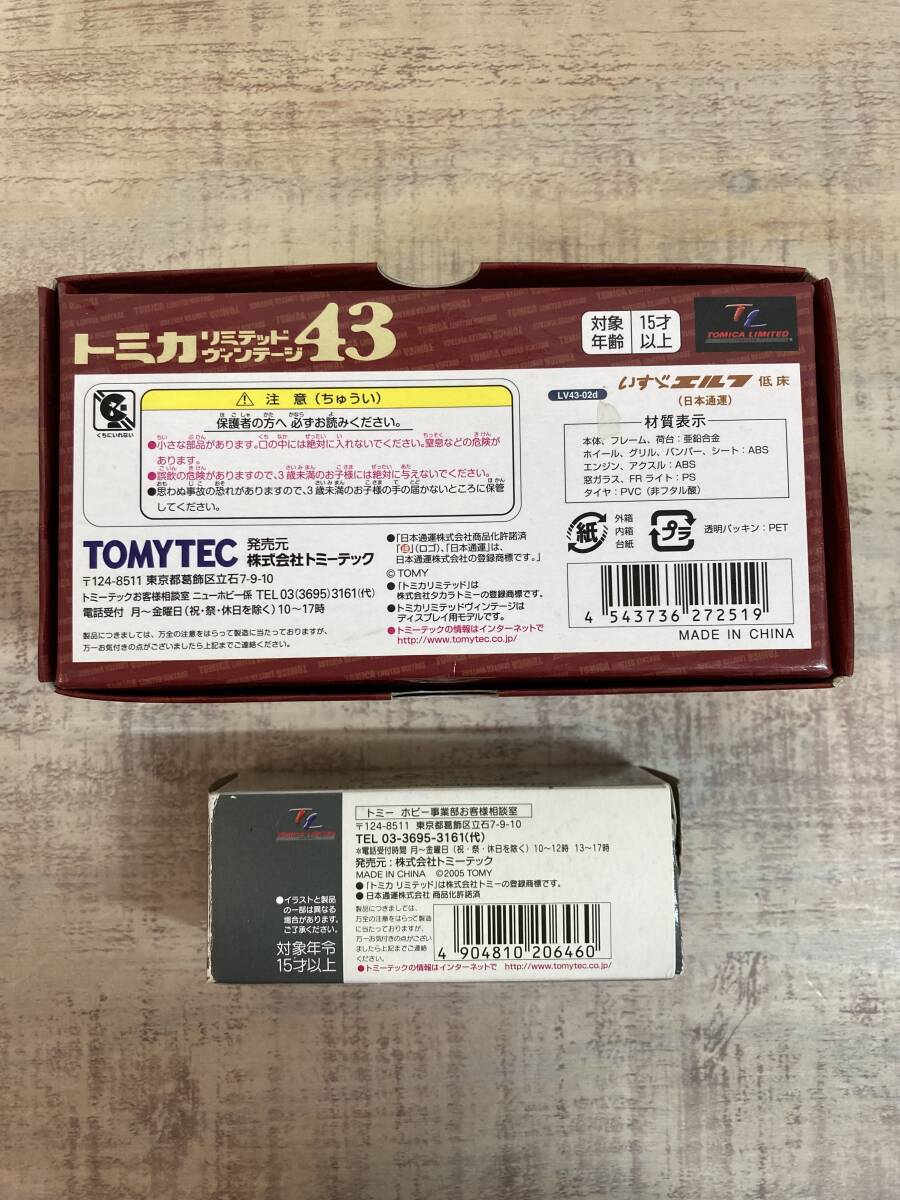 トミカ リミテッド ヴィンテージ 43
対象年齢 15才以上
TL
TOMICA LIMITED
くちにいれない
注意(ちゅうい)
保護者の方へ 必ずお読みください。
●小さな部品があります。口の中には絶対に入れないでください。窒息などの危険が
あります。
●誤飲の危険がありますので、3歳未満のお子様には絶対に与えないでください。
●思わぬ事故の恐れがありますので、3歳未満のお子様の手の届かないところに保管
してください。
LV43-02d
いすゞエルフ 低床
(日本通運)
材質表示
本体、フレーム、荷台:亜鉛合金
ホイール、グリル、バンパー、シート:ABS
エンジン、アクスル:ABS
窓ガラス、FRライト:PS
タイヤ:PVC(非フタル酸)
紙
外箱
内箱
台紙
プラ
透明パッキン:PET
TOMYTEC 発売元
株式会社トミーテック
〒124-8511 東京都葛飾区立石7-9-10
トミーテックお客様相談室 ニューホビー係 TEL 03(3695)3161(代)
電話受付 月〜金曜日(祝・祭・休日を除く)10〜17時
製品につきましては、万全の注意をはらって製造に当たっておりますが、
万一お気付きの点がございましたら上記までご連絡ください。
●「日本通運株式会社商品化許諾済
「通」(ロゴ)、「日本通運」は、
日本通運株式会社の登録商標です。」
© TOMY
●「トミカリミテッド」は
株式会社タカラトミーの登録商標です。
●トミカリミテッドヴィンテージは
ディスプレイ用モデルです。
●トミーテックの情報はインターネットで
http://www.tomytec.co.jp/
4 543736 272519
MADE IN CHINA
TL
TOMICA LIMITED
●イラストと製品
の一部は異なる
場合があります。
ご了承ください。
対象年令
15才以上
トミー ホビー事業部お客様相談室
〒124-8511 東京都葛飾区立石7-9-10
TEL 03-3695-3161(代)
*電話受付時間 月〜金曜日(祝・祭・休日を除く)10〜12時 13〜17時
発売元:株式会社トミーテック
MADE IN CHINA ©2005 TOMY
●「トミカ リミテッド」は株式会社トミーの登録商標です。
●日本通運株式会社 商品化許諾済
製品につきましては、
万全の注意をはらって製造
に当たっておりますが、
万一お気付きの点がござい
ましたら上記までご連絡
ください。
4 904810 206460
●トミーテックの情報はインターネットで http://www.tomytec.co.jp/